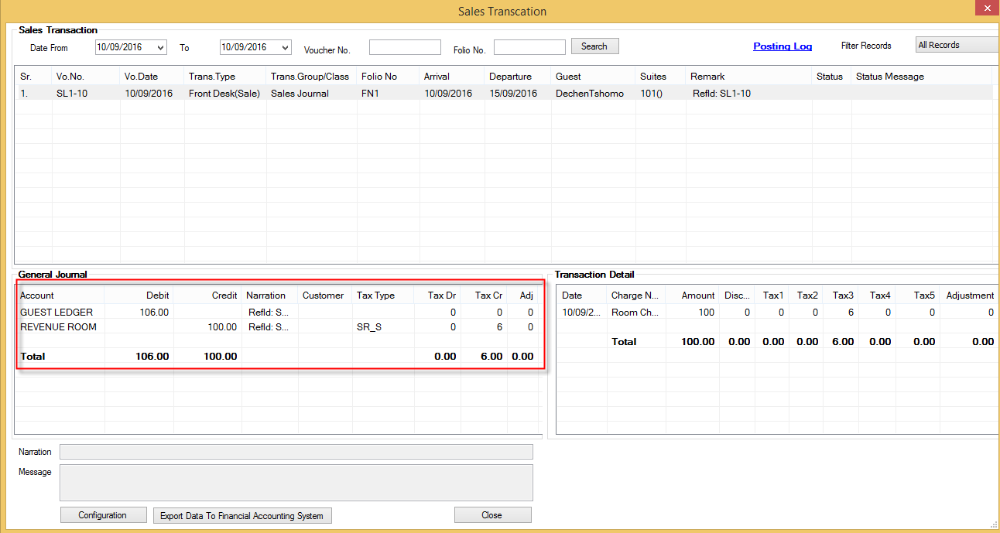 Sales Transcation
Sales Transaction
Date From 10/09/2016 To 10/09/2016 Voucher No. Folio No. Search Posting Log Filter Records All Records
Sr. Vo.No. Vo.Date Trans.Type Trans.Group/Class Folio No Arrival Departure Guest Suites Remark Status Status Message
1. SL1-10 10/09/2016 Front Desk(Sale) Sales Journal FN1 10/09/2016 15/09/2016 DechenTshomo 101() RefId: SL1-10
General Journal
Account Debit Credit Narration Customer Tax Type Tax Dr Tax Cr Adj
GUEST LEDGER 106.00 RefId: S... 0 0 0
REVENUE ROOM 100.00 RefId: S... SR_S 0 6 0
Total 106.00 100.00 0.00 6.00 0.00
Transaction Detail
Date Charge N... Amount Disc... Tax1 Tax2 Tax3 Tax4 Tax5 Adjustment
10/09/2... Room Ch... 100 0 0 0 6 0 0 0
Total 100.00 0.00 0.00 0.00 6.00 0.00 0.00 0.00
Narration
Message
Configuration Export Data To Financial Accounting System Close